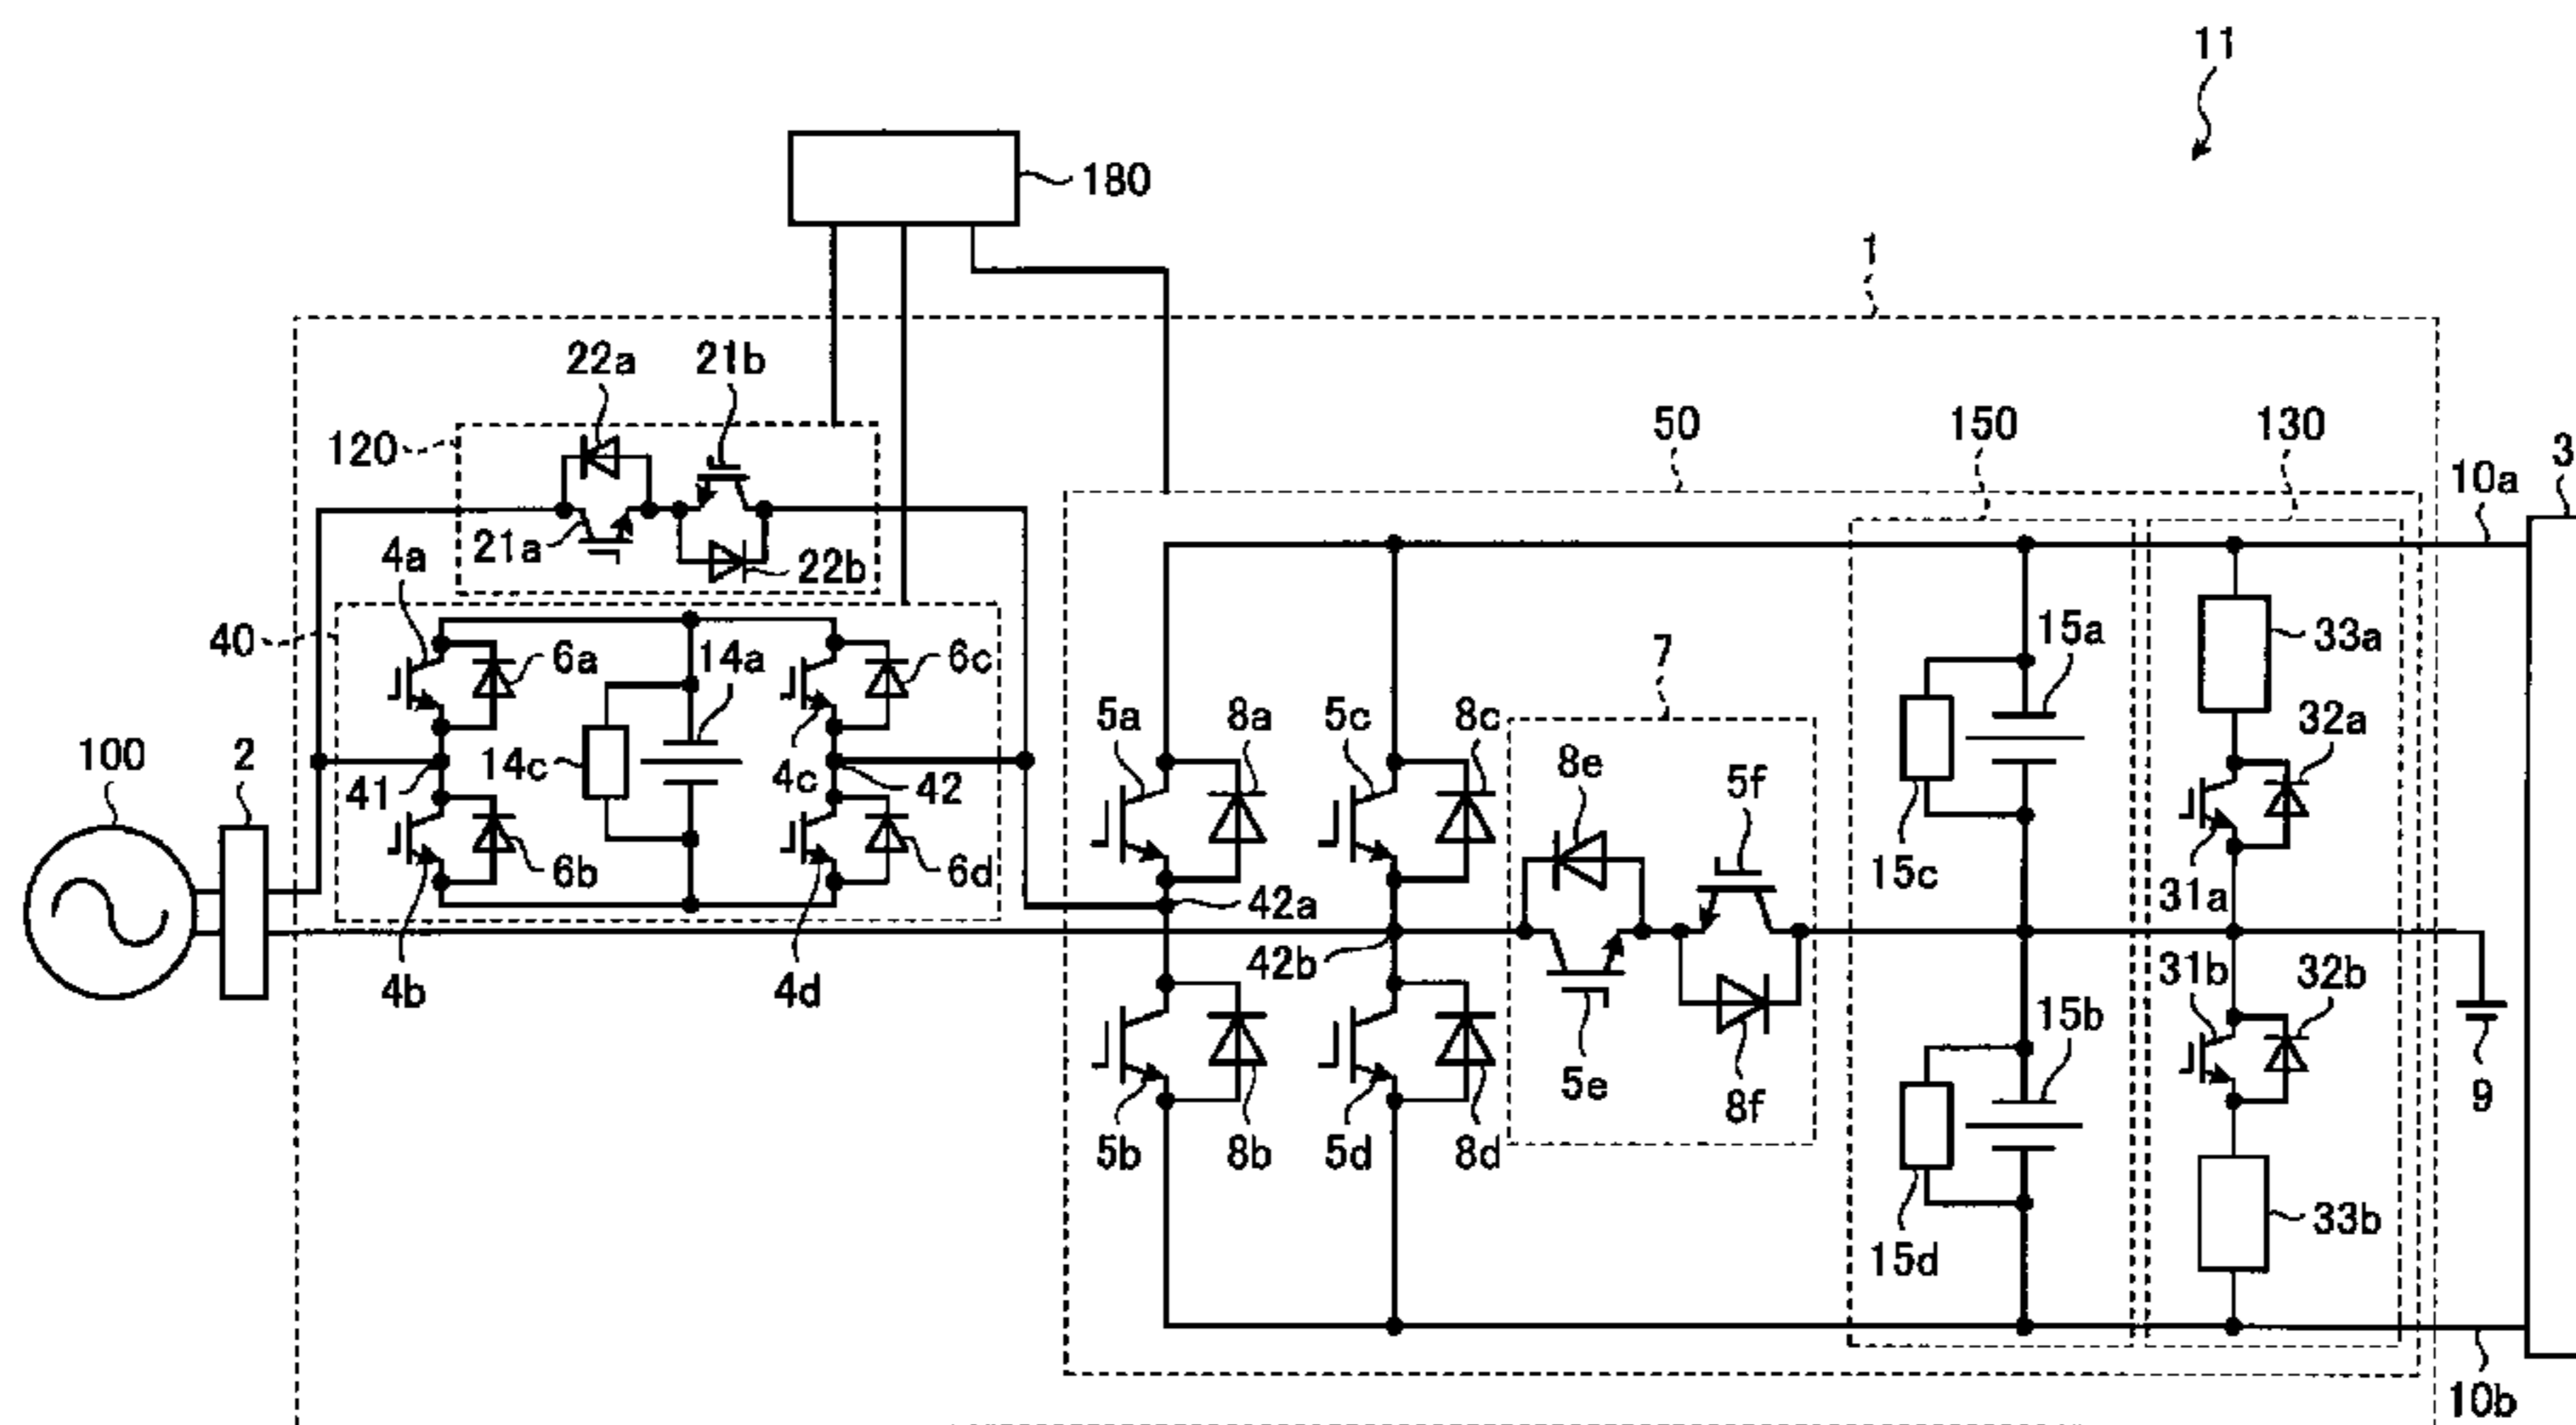 11
180
1
22a 21b
120
50 150 130
10a 3
21a
22b
4a
40
6a 14a 6c
7
15a
33a
5a 8a 5c 8c
32a
100 2
14c 4c
41 42
8e 5f
6b 6d
15c
31a
42a
42b
4b 4d
31b 32b
15b
5e
8f
9
5b 8b 5d 8d
33b
15d
10b